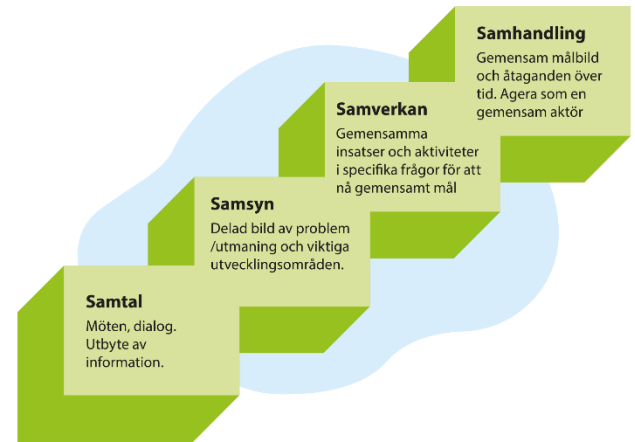 Samhandling
Gemensam målbild
och åtaganden över
tid. Agera som en
gemensam aktör
Samverkan
Gemensamma
insatser och aktiviteter
i specifika frågor för att
nå gemensamt mål
Samsyn
Delad bild av problem
/utmaning och viktiga
utvecklingsområden.
Samtal
Möten, dialog.
Utbyte av
information.